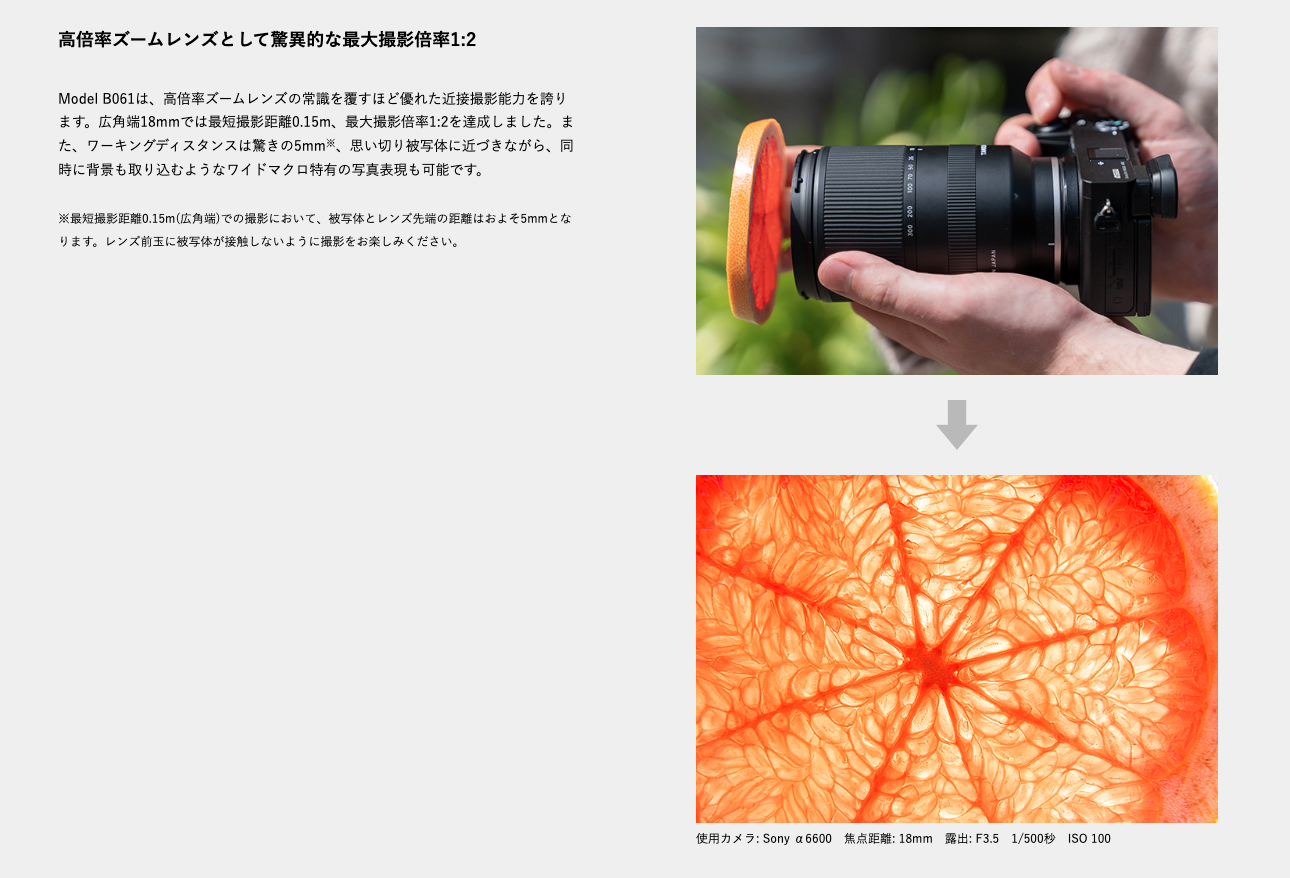 高倍率ズームレンズとして驚異的な最大撮影倍率1:2
Model B061は、高倍率ズームレンズの常識を覆すほど優れた近接撮影能力を誇り
ます。広角端18mmでは最短撮影距離0.15m、最大撮影倍率1:2を達成しました。ま
た、ワーキングディスタンスは驚きの5mm※、思い切り被写体に近づきながら、同
時に背景も取り込むようなワイドマクロ特有の写真表現も可能です。
※最短撮影距離0.15m(広角端)での撮影において、被写体とレンズ先端の距離はおよそ5mmとな
ります。レンズ前玉に被写体が接触しないように撮影をお楽しみください。
300 200 100 70 50
JAPAN
使用カメラ: Sony α6600　焦点距離: 18mm　露出: F3.5　1/500秒　ISO 100